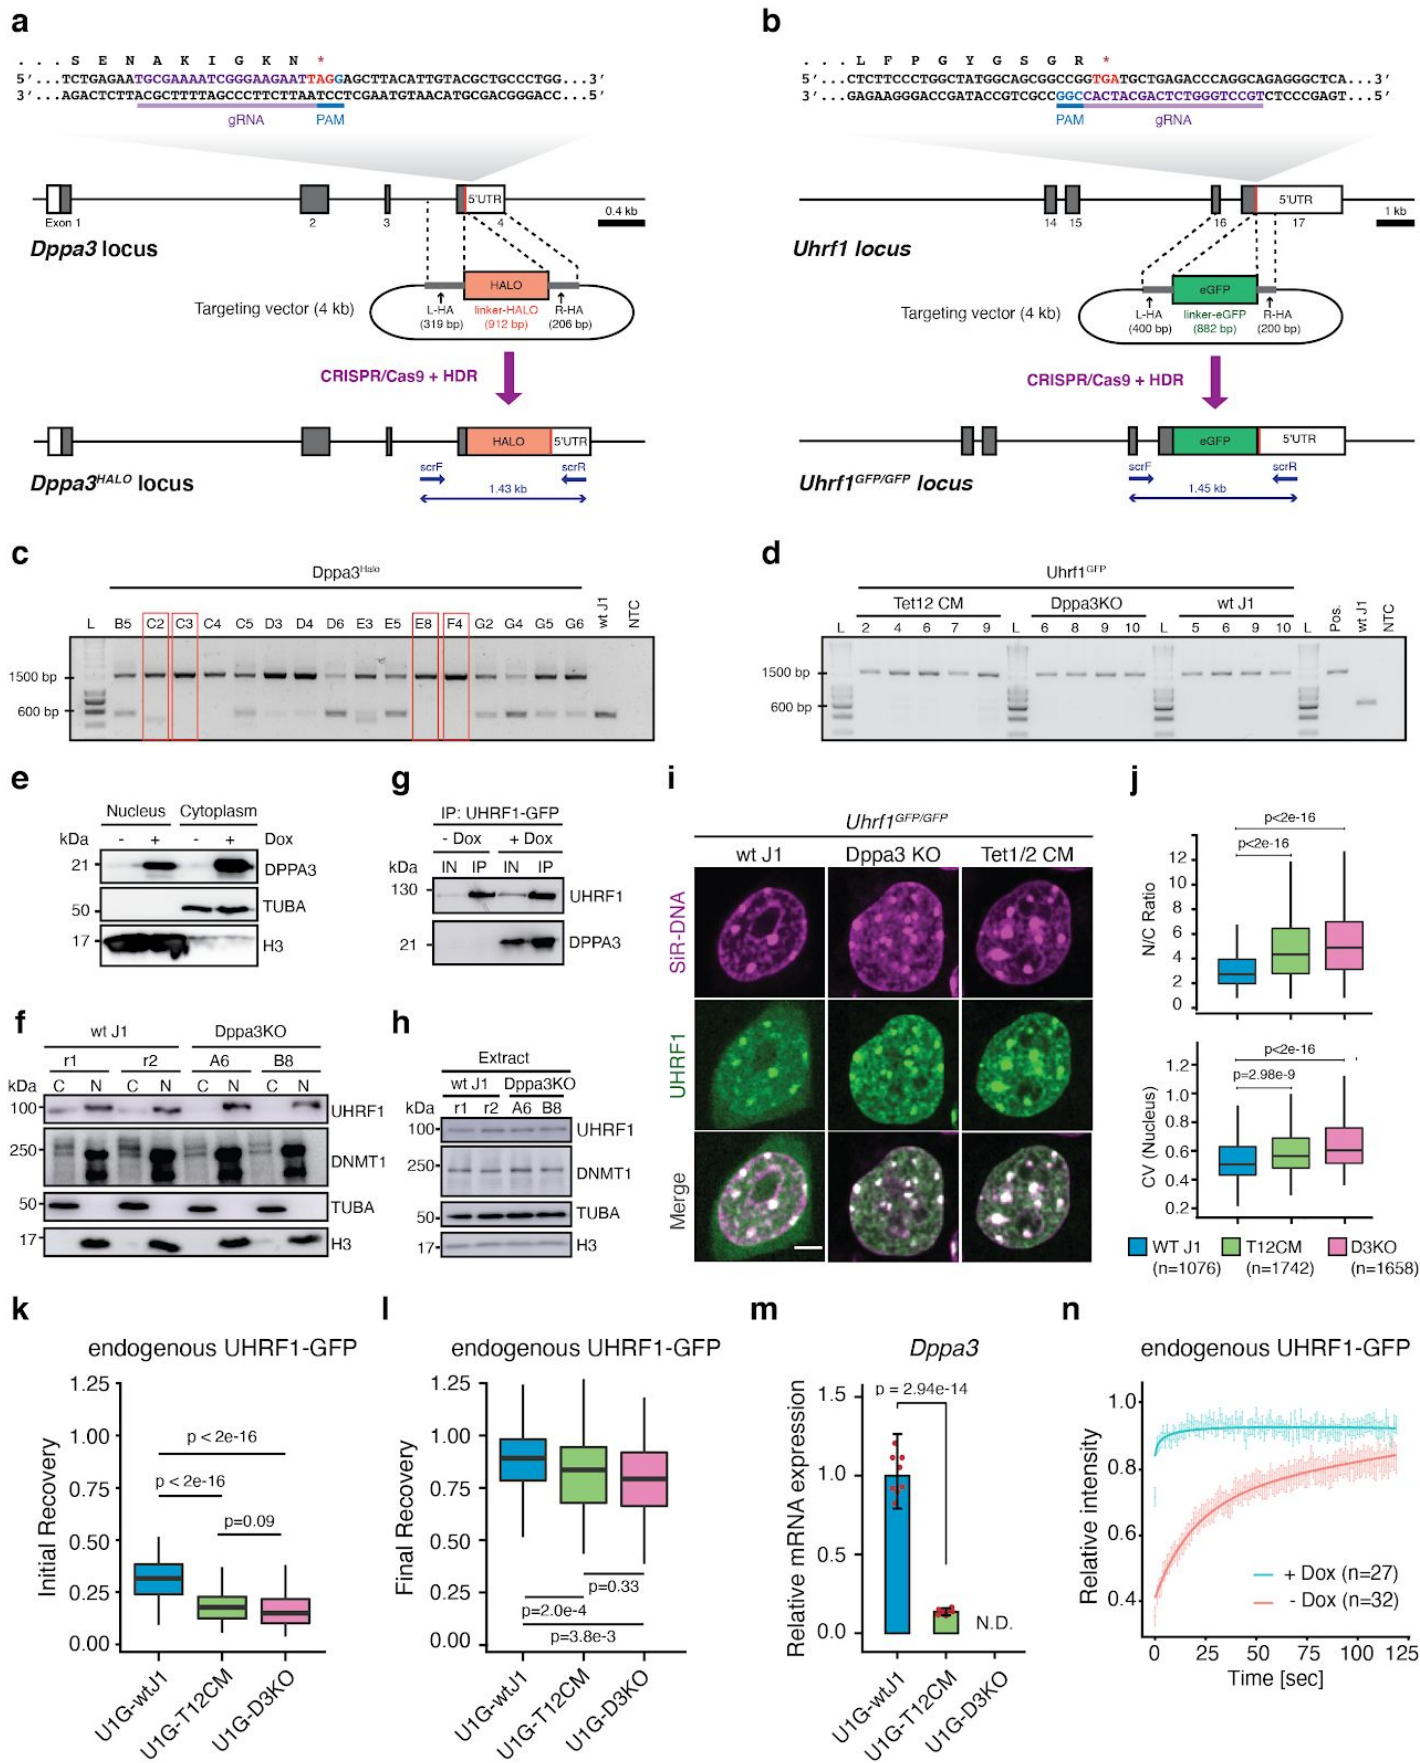 a
. . . S E N A K I G K N *
5'...TCTGAGAATGCGAAAATCGGGAAGAATTAGGAGCTTACATTGTACGCTGCCCTGG...3'
3'...AGACTCTTACGCTTTTAGCCCTTCTTAATCCTCGAATGTAACATGCGACGGGACC...5'
gRNA PAM
5'UTR
Exon 1 2 3 4
0.4 kb
Dppa3 locus
HALO
Targeting vector (4 kb)
L-HA (319 bp)
linker-HALO (912 bp)
R-HA (206 bp)
CRISPR/Cas9 + HDR
HALO 5'UTR
scrF scrR
1.43 kb
Dppa3HALO locus
b
. . . L F P G Y G S G R *
5'...CTCTTCCCTGGCTATGGCAGCGGCCGGTGATGCTGAGACCCAGGCAGAGGGCTCA...3'
3'...GAGAAGGGACCGATACCGTCGCCGGCCACTACGACTCTGGGTCCGTCTCCCGAGT...5'
PAM gRNA
5'UTR
14 15 16 17
1 kb
Uhrf1 locus
eGFP
Targeting vector (4 kb)
L-HA (400 bp)
linker-eGFP (882 bp)
R-HA (200 bp)
CRISPR/Cas9 + HDR
eGFP 5'UTR
scrF scrR
1.45 kb
Uhrf1GFP/GFP locus
c
Dppa3Halo
L B5 C2 C3 C4 C5 D3 D4 D6 E3 E5 E8 F4 G2 G4 G5 G6 wt J1 NTC
1500 bp
600 bp
d
Uhrf1GFP
Tet12 CM Dppa3KO wt J1
L 2 4 6 7 9 L 6 8 9 10 L 5 6 9 10 L Pos. wt J1 NTC
1500 bp
600 bp
e
Nucleus Cytoplasm
kDa - + - + Dox
21 DPPA3
50 TUBA
17 H3
g
IP: UHRF1-GFP
- Dox + Dox
kDa IN IP IN IP
130 UHRF1
21 DPPA3
f
wt J1 Dppa3KO
r1 r2 A6 B8
kDa C N C N C N C N
100 UHRF1
250 DNMT1
50 TUBA
17 H3
h
Extract
wt J1 Dppa3KO
kDa r1 r2 A6 B8
100 UHRF1
250 DNMT1
50 TUBA
17 H3
i
Uhrf1GFP/GFP
wt J1 Dppa3 KO Tet1/2 CM
SiR-DNA
UHRF1
Merge
j
p<2e-16
p<2e-16
N/C Ratio
12
10
8
6
4
2
0
p<2e-16
p=2.98e-9
CV (Nucleus)
1.2
1.0
0.8
0.6
0.4
0.2
WT J1 (n=1076)
T12CM (n=1742)
D3KO (n=1658)
k
endogenous UHRF1-GFP
Initial Recovery
1.25
1.00
0.75
0.50
0.25
0.00
p < 2e-16
p < 2e-16
p=0.09
U1G-wtJ1
U1G-T12CM
U1G-D3KO
l
endogenous UHRF1-GFP
Final Recovery
1.25
1.00
0.75
0.50
0.25
0.00
p=0.33
p=2.0e-4
p=3.8e-3
U1G-wtJ1
U1G-T12CM
U1G-D3KO
m
Dppa3
Relative mRNA expression
1.5
1.0
0.5
0.0
p = 2.94e-14
N.D.
U1G-wtJ1
U1G-T12CM
U1G-D3KO
n
endogenous UHRF1-GFP
Relative intensity
1.0
0.8
0.6
0.4
+ Dox (n=27)
- Dox (n=32)
0 25 50 75 100 125
Time [sec]